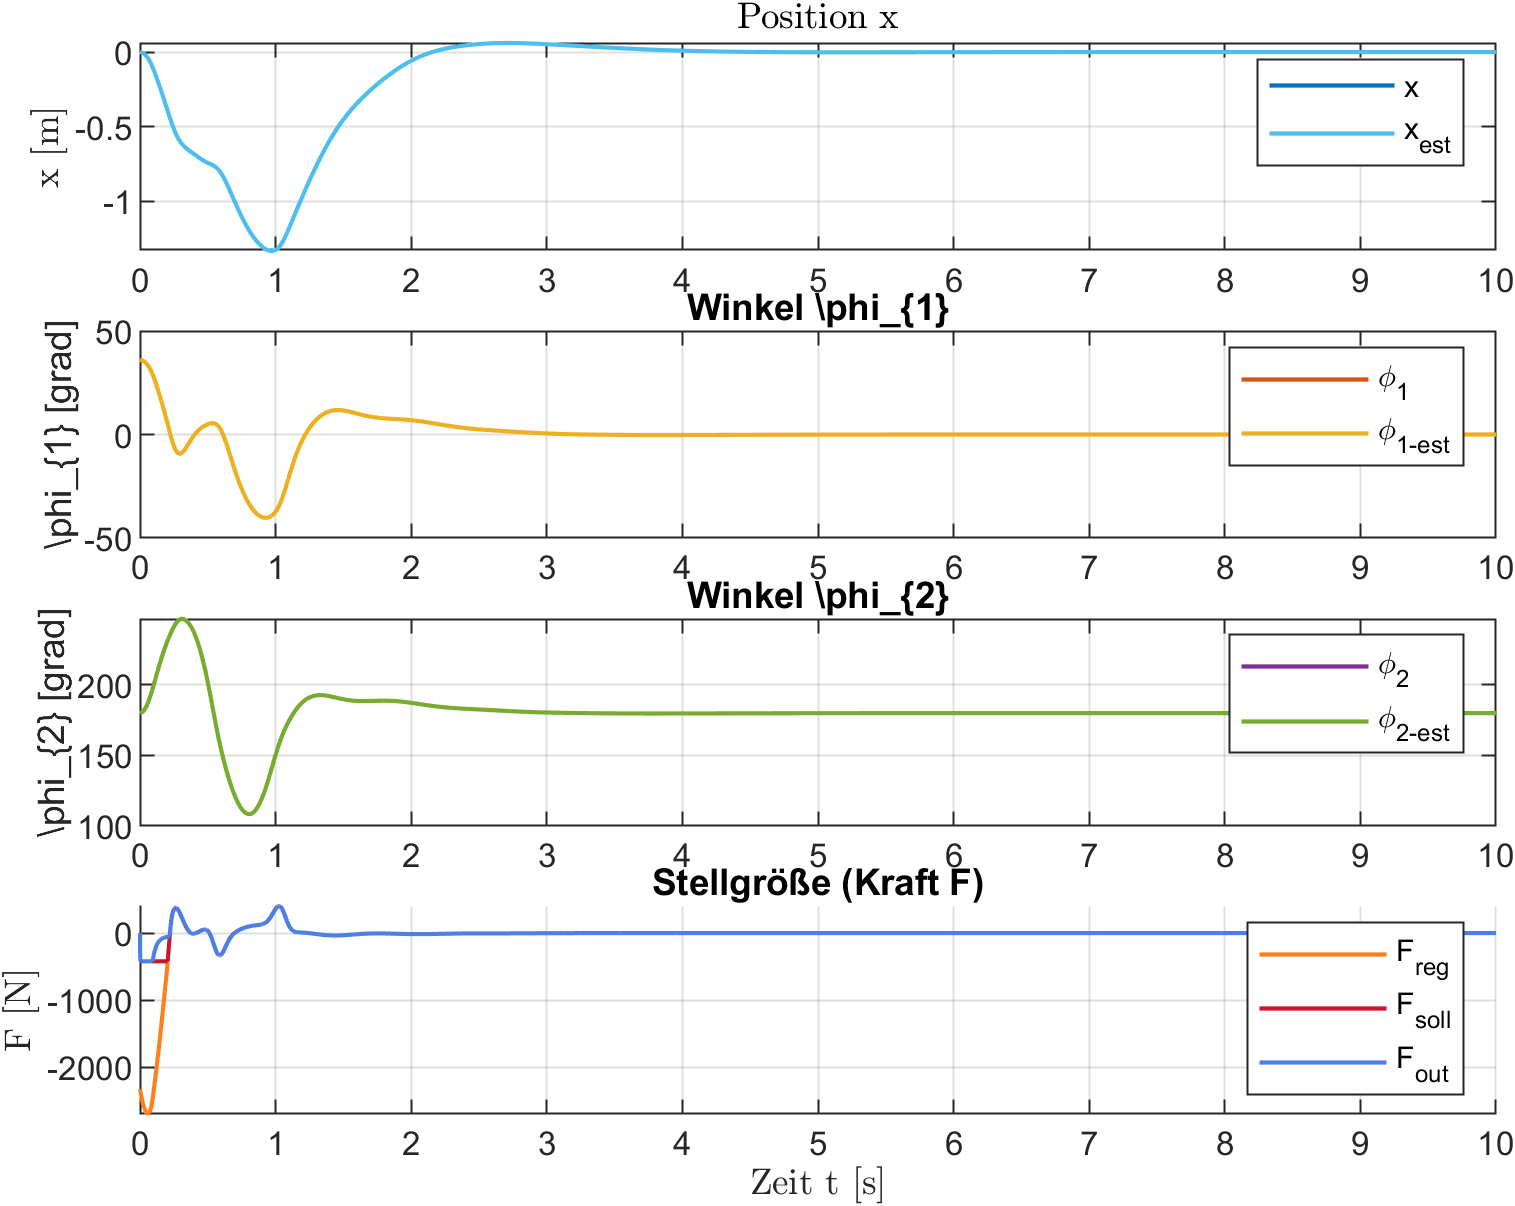 Position x
x [m]
0
-0.5
-1
x
x_est
0 1 2 3 4 5 6 7 8 9 10
Winkel \phi_{1}
\phi_{1} [grad]
50
0
-50
ϕ_1
ϕ_1-est
0 1 2 3 4 5 6 7 8 9 10
Winkel \phi_{2}
\phi_{2} [grad]
200
150
100
ϕ_2
ϕ_2-est
0 1 2 3 4 5 6 7 8 9 10
Stellgröße (Kraft F)
F [N]
0
-1000
-2000
F_reg
F_soll
F_out
0 1 2 3 4 5 6 7 8 9 10
Zeit t [s]